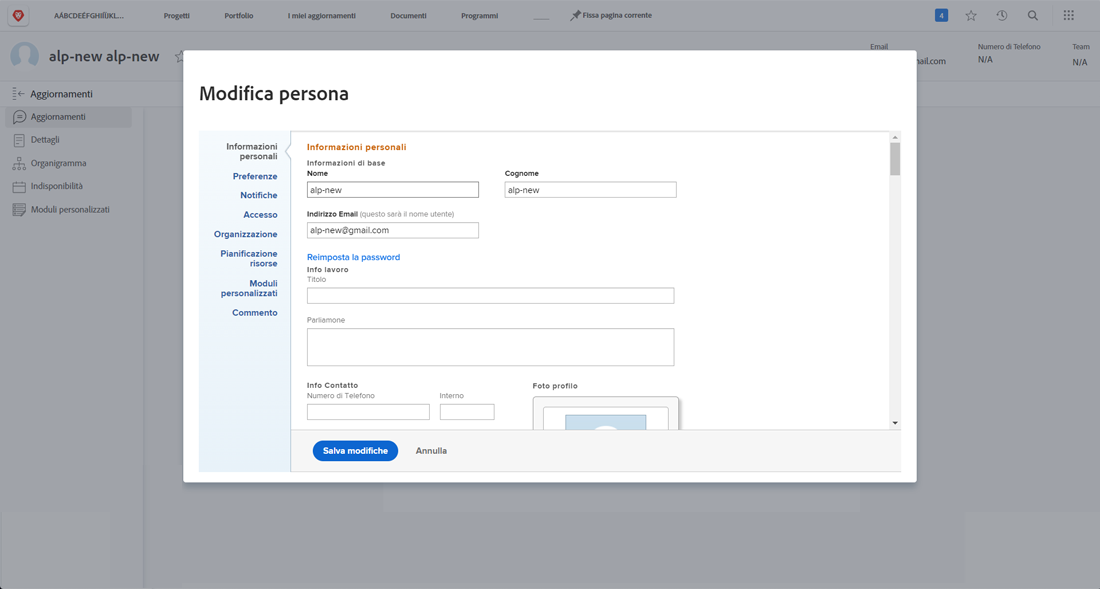 AÁBCDEÉFGHIÍJKL...
Progetti
Portfolio
I miei aggiornamenti
Documenti
Programmi
Fissa pagina corrente
4
alp-new alp-new
Email
ail.com
Numero di Telefono
N/A
Team
N/A
Aggiornamenti
Aggiornamenti
Dettagli
Organigramma
Indisponibilità
Moduli personalizzati
Modifica persona
Informazioni
personali
Preferenze
Notifiche
Accesso
Organizzazione
Pianificazione
risorse
Moduli
personalizzati
Commento
Informazioni personali
Informazioni di base
Nome
Cognome
alp-new
alp-new
Indirizzo Email (questo sarà il nome utente)
alp-new@gmail.com
Reimposta la password
Info lavoro
Titolo
Parliamone
Info Contatto
Numero di Telefono
Interno
Foto profilo
Salva modifiche
Annulla